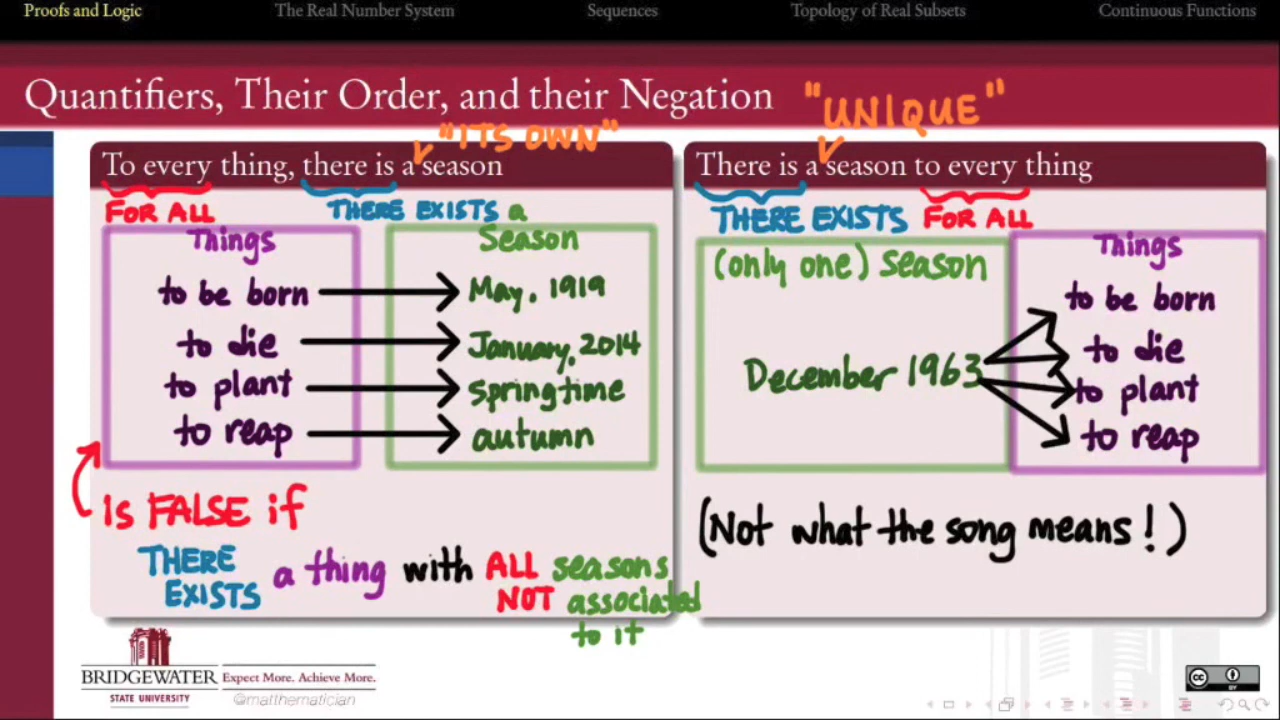 Proofs and Logic The Real Number System Sequences Topology of Real Subsets Continuous Functions
Quantifiers, Their Order, and their Negation
"UNIQUE"
"ITS OWN"
To every thing, there is a season
FOR ALL THERE EXISTS a
Things Season
to be born May, 1919
to die January, 2014
to plant springtime
to reap autumn
is FALSE if
THERE EXISTS a thing with ALL seasons
NOT associated
to it
There is a season to every thing
THERE EXISTS FOR ALL
(only one) season Things
to be born
December 1963 to die
to plant
to reap
(Not what the song means!)
BRIDGEWATER Expect More. Achieve More.
STATE UNIVERSITY @matthematician
CC BY